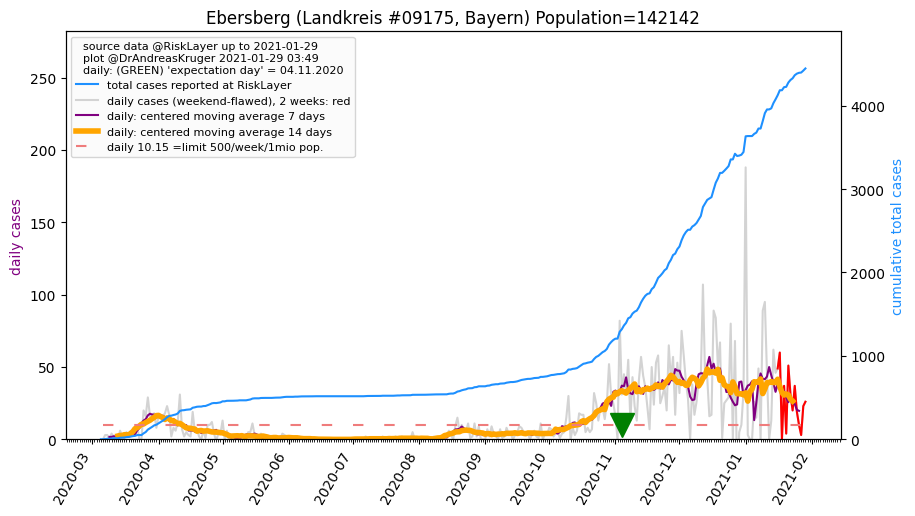 Ebersberg (Landkreis #09175, Bayern) Population=142142
source data @RiskLayer up to 2021-01-29
plot @DrAndreasKruger 2021-01-29 03:49
daily: (GREEN) 'expectation day' = 04.11.2020
total cases reported at RiskLayer
daily cases (weekend-flawed), 2 weeks: red
daily: centered moving average 7 days
daily: centered moving average 14 days
daily 10.15 =limit 500/week/1mio pop.
daily cases
250
200
150
100
50
0
cumulative total cases
4000
3000
2000
1000
0
2020-03
2020-04
2020-05
2020-06
2020-07
2020-08
2020-09
2020-10
2020-11
2020-12
2021-01
2021-02